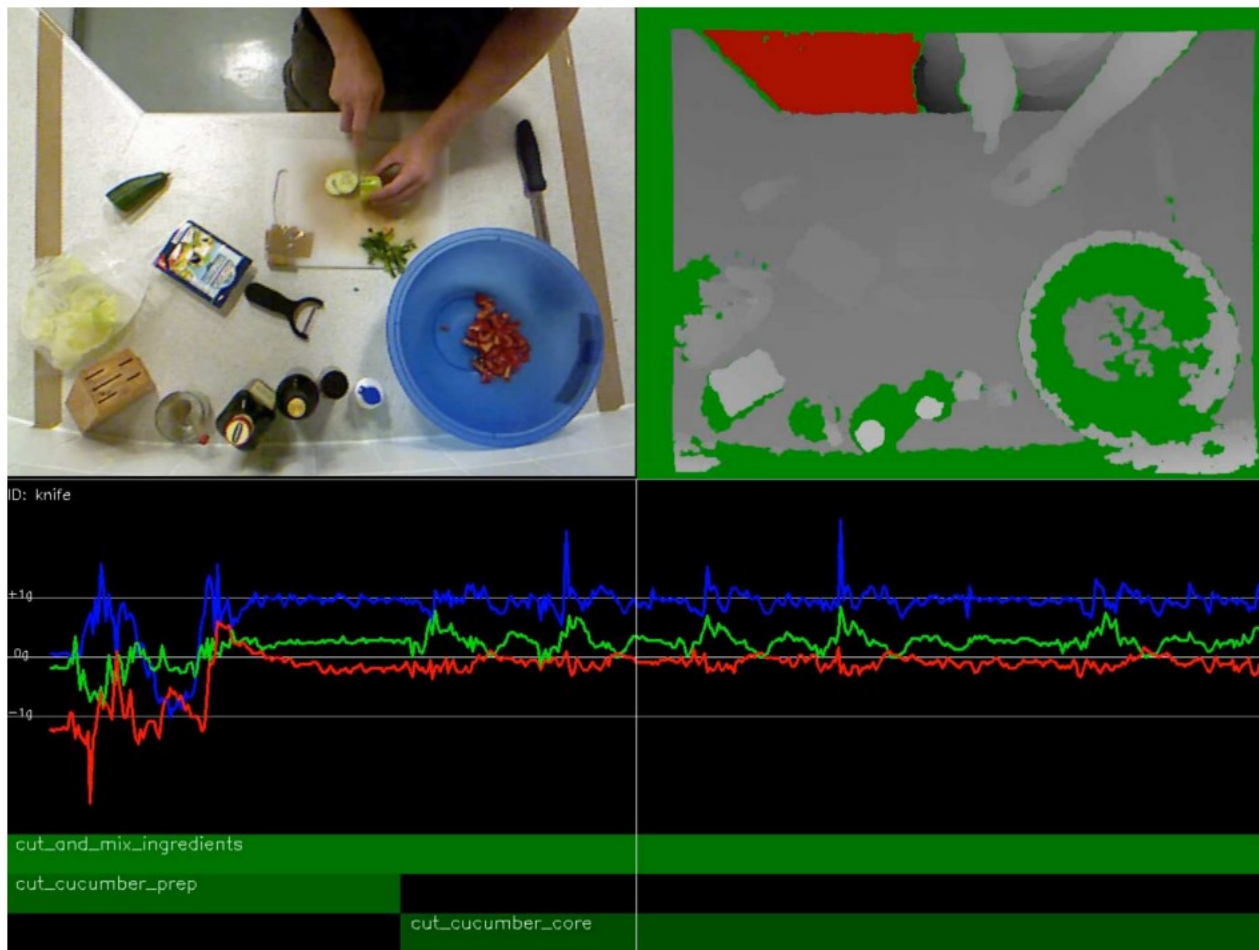 ID: knife
+1g
0g
-1g
cut_and_mix_ingredients
cut_cucumber_prep
cut_cucumber_core